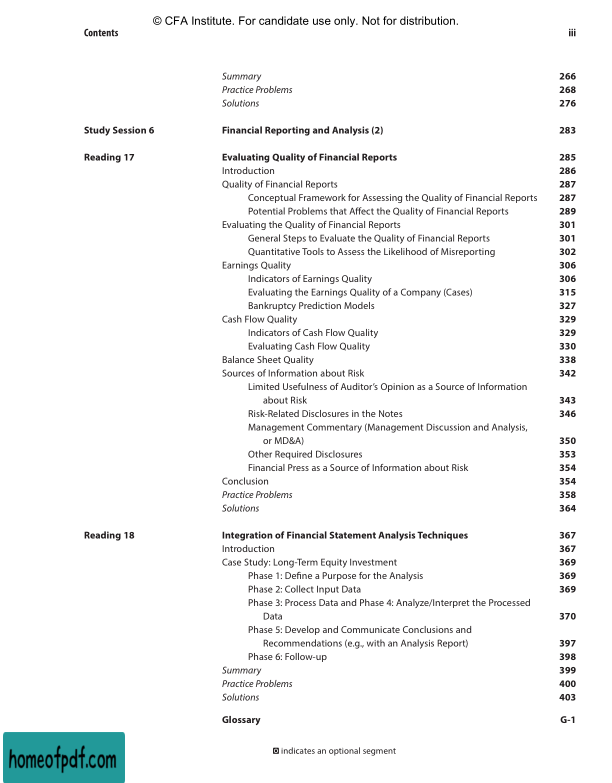 © CFA Institute. For candidate use only. Not for distribution.
Contents iii
Summary 266
Practice Problems 268
Solutions 276
Study Session 6 Financial Reporting and Analysis (2) 283
Reading 17 Evaluating Quality of Financial Reports 285
Introduction 286
Quality of Financial Reports 287
Conceptual Framework for Assessing the Quality of Financial Reports 287
Potential Problems that Affect the Quality of Financial Reports 289
Evaluating the Quality of Financial Reports 301
General Steps to Evaluate the Quality of Financial Reports 301
Quantitative Tools to Assess the Likelihood of Misreporting 302
Earnings Quality 306
Indicators of Earnings Quality 306
Evaluating the Earnings Quality of a Company (Cases) 315
Bankruptcy Prediction Models 327
Cash Flow Quality 329
Indicators of Cash Flow Quality 329
Evaluating Cash Flow Quality 330
Balance Sheet Quality 338
Sources of Information about Risk 342
Limited Usefulness of Auditor’s Opinion as a Source of Information
about Risk 343
Risk-Related Disclosures in the Notes 346
Management Commentary (Management Discussion and Analysis,
or MD&A) 350
Other Required Disclosures 353
Financial Press as a Source of Information about Risk 354
Conclusion 354
Practice Problems 358
Solutions 364
Reading 18 Integration of Financial Statement Analysis Techniques 367
Introduction 367
Case Study: Long-Term Equity Investment 369
Phase 1: Define a Purpose for the Analysis 369
Phase 2: Collect Input Data 369
Phase 3: Process Data and Phase 4: Analyze/Interpret the Processed
Data 370
Phase 5: Develop and Communicate Conclusions and
Recommendations (e.g., with an Analysis Report) 397
Phase 6: Follow-up 398
Summary 399
Practice Problems 400
Solutions 403
Glossary G-1
indicates an optional segment
homeofpdf.com